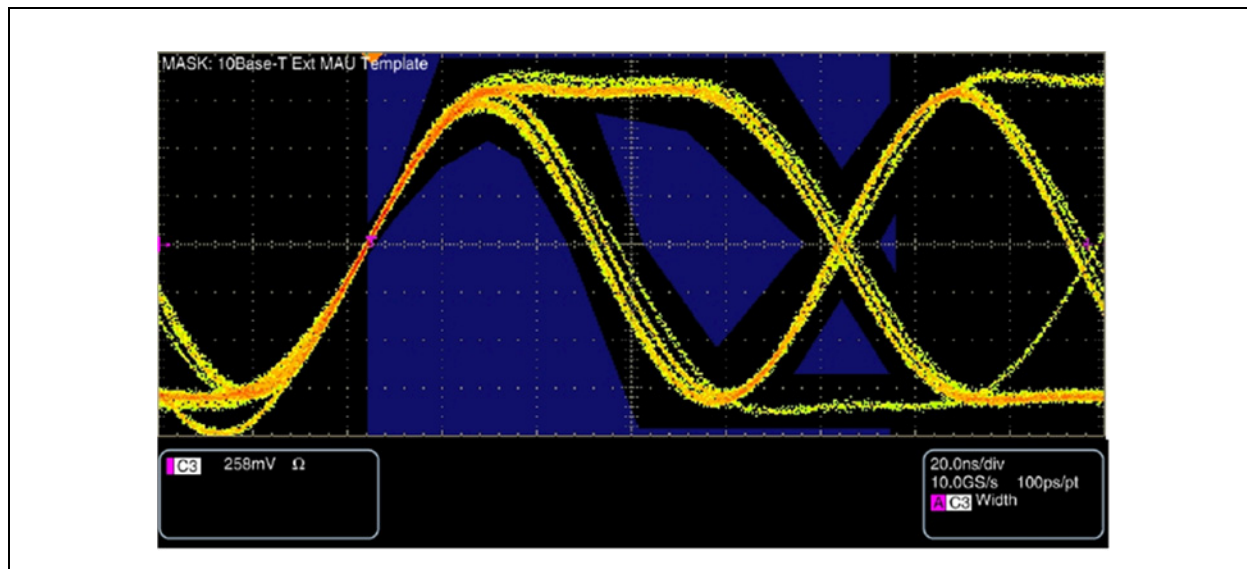 MASK: 10Base-T Ext MAU Template
C3 258mV Ω
20.0ns/div
10.0GS/s 100ps/pt
A C3 Width